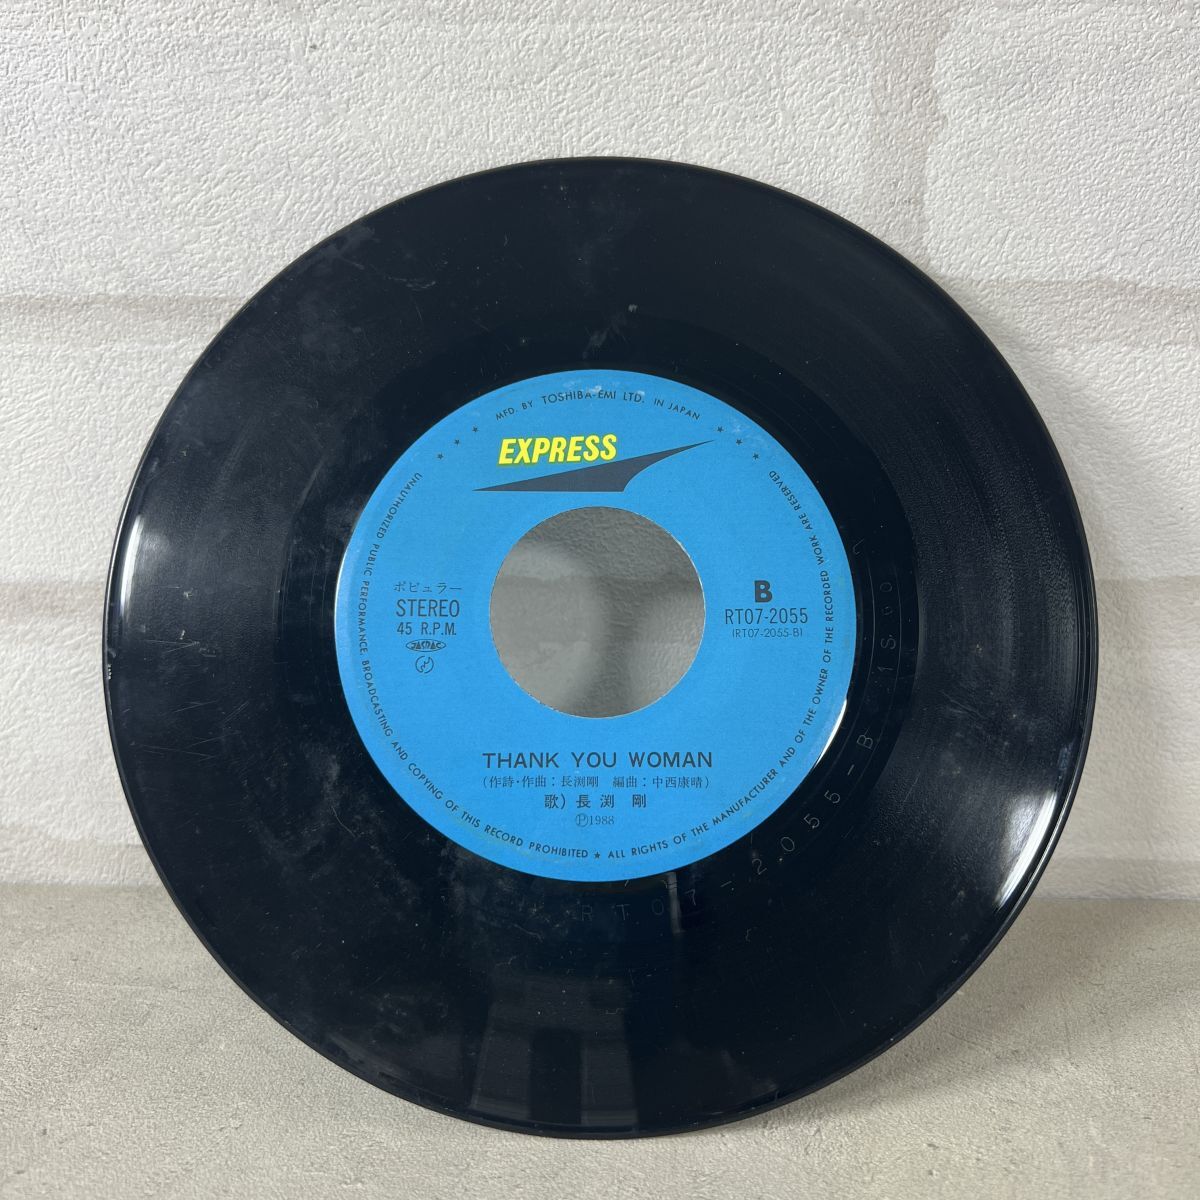 MFD. BY TOSHIBA-EMI LTD. IN JAPAN
EXPRESS
ポピュラー
STEREO
45 R.P.M.
JASRAC
B
RT07-2055
(RT07-2055-B)
THANK YOU WOMAN
(作詩・作曲：長渕剛 編曲：中西康晴)
歌）長渕 剛
Ⓟ1988
UNAUTHORIZED PUBLIC PERFORMANCE, BROADCASTING AND COPYING OF THIS RECORD PROHIBITED ★ ALL RIGHTS OF THE MANUFACTURER AND OF THE OWNER OF THE RECORDED WORK ARE RESERVED
RT07-2055-B 1S